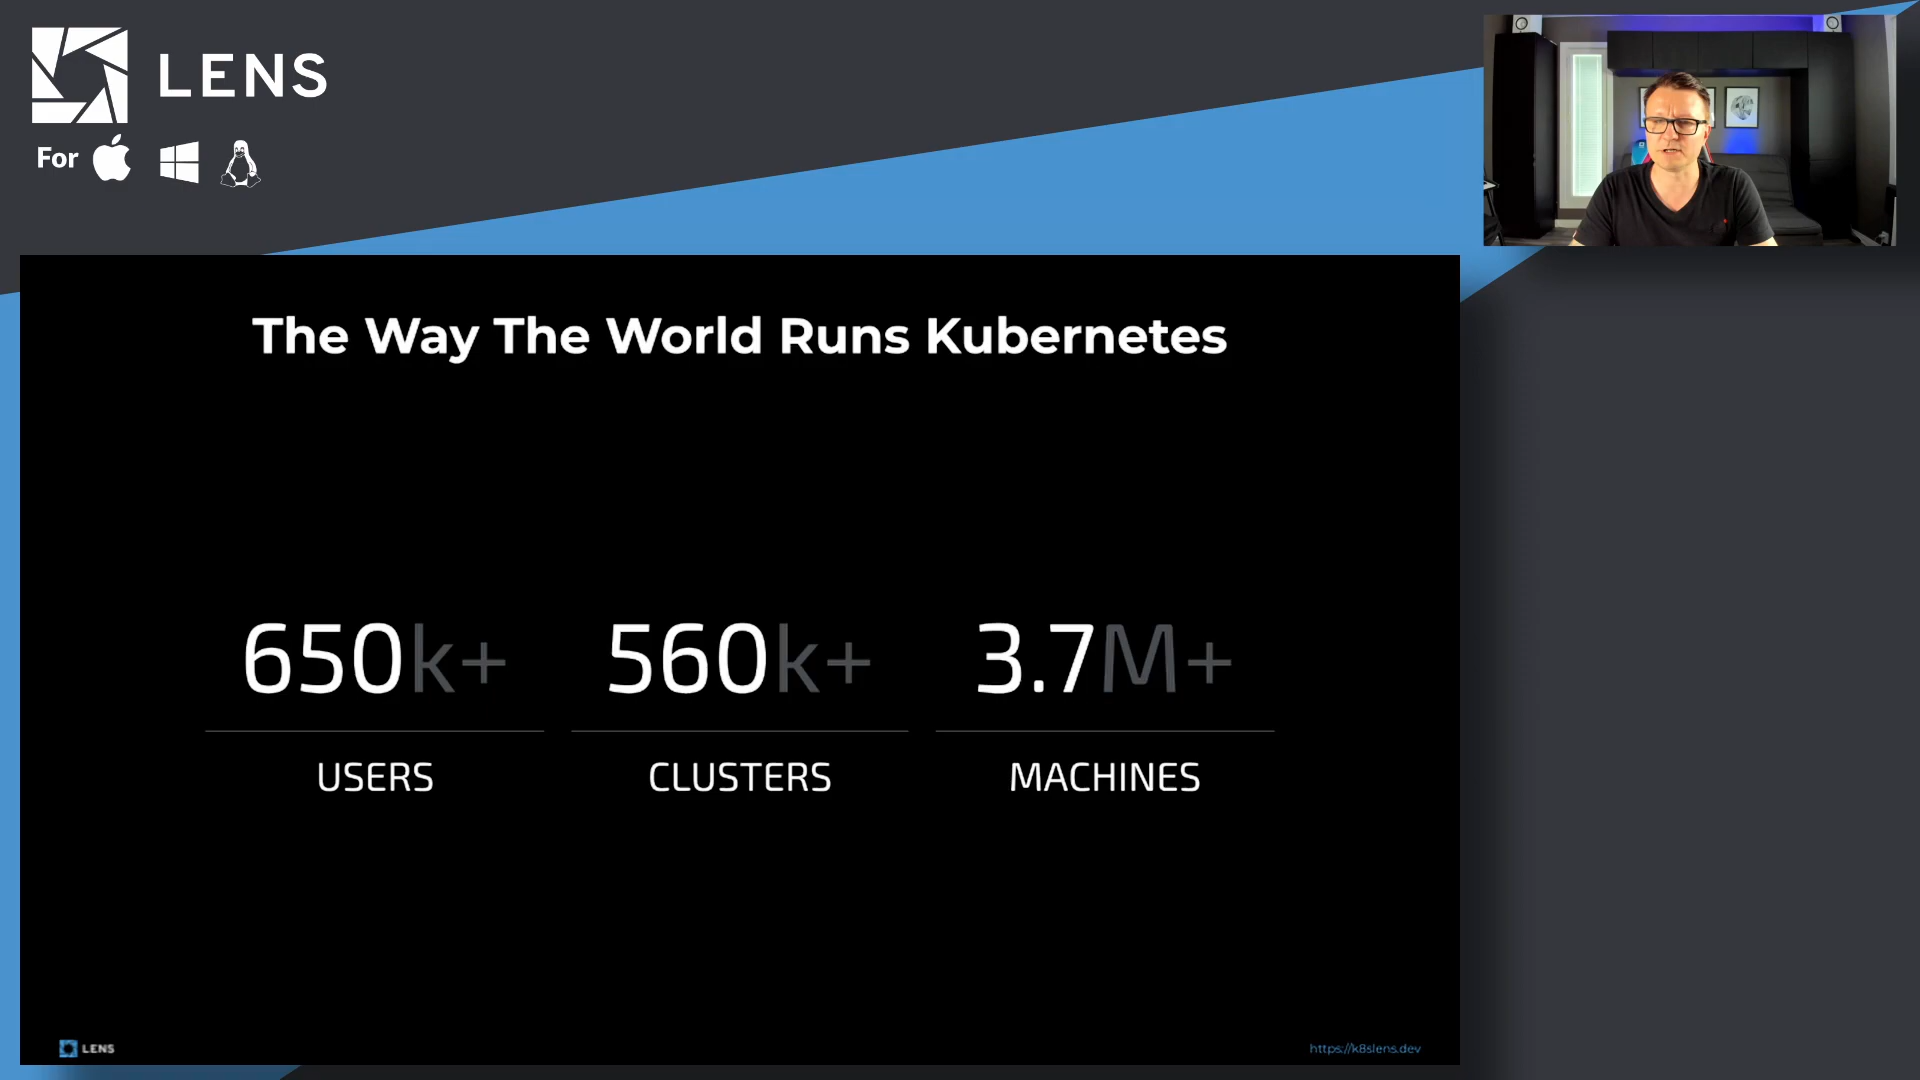 LENS
For
The Way The World Runs Kubernetes
650k+ 560k+ 3.7M+
USERS CLUSTERS MACHINES
LENS https://k8slens.dev